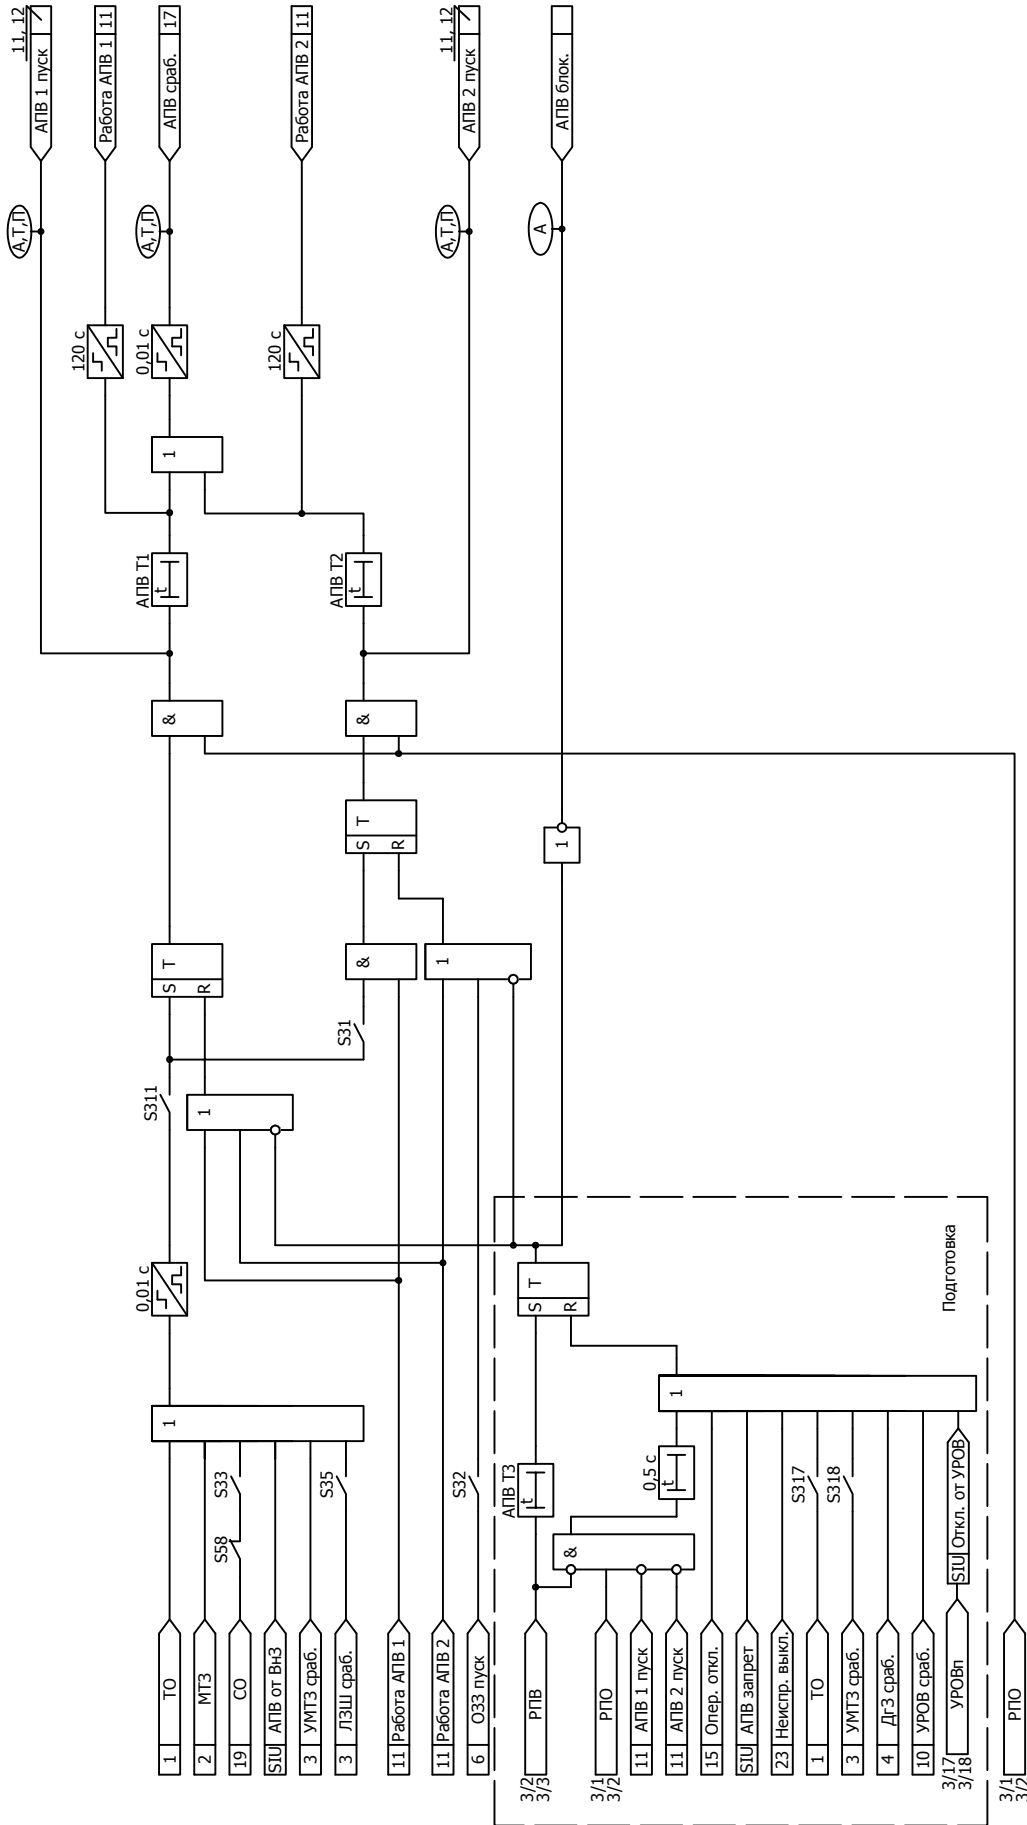 11, 12
АПВ 1 пуск
Работа АПВ 1 11
АПВ сраб. 17
Работа АПВ 2 11
11, 12
АПВ 2 пуск
АПВ блок.
А,Т,П
А,Т,П
А,Т,П
А
120 с
0,01 с
120 с
1
АПВ Т1
t
АПВ Т2
t
&
&
S T
R
1
S T
R
&
1
S31
S311
1
0,01 с
Подготовка
S T
R
1
1
S33
S58
S35
S32
АПВ Т3
t
0,5 с
t
S317
S318
&
1 ТО
2 МТЗ
19 СО
SIU АПВ от ВнЗ
3 УМТЗ сраб.
3 ЛЗШ сраб.
11 Работа АПВ 1
11 Работа АПВ 2
6 ОЗЗ пуск
3/2
3/3
РПВ
3/1
3/2
РПО
11 АПВ 1 пуск
11 АПВ 2 пуск
15 Опер. откл.
SIU АПВ запрет
23 Неиспр. выкл.
1 ТО
3 УМТЗ сраб.
4 ДгЗ сраб.
10 УРОВ сраб.
SIU Откл. от УРОВ
3/17
3/18
УРОВп
3/1
3/2
РПО